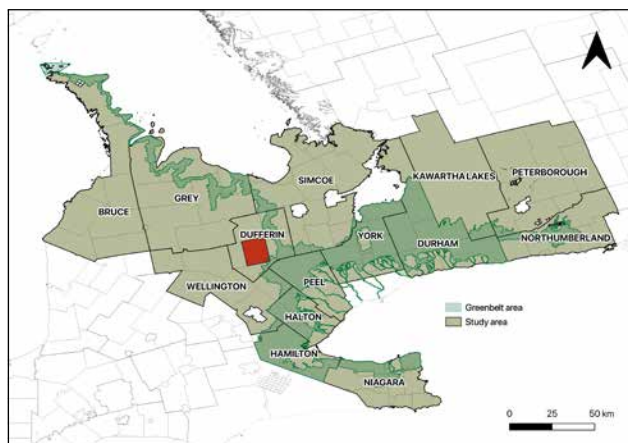 KAWARTHA LAKES
PETERBOROUGH
SIMCOE
GREY
BRUCE
DUFFERIN
YORK
DURHAM
NORTHUMBERLAND
WELLINGTON
PEEL
HALTON
HAMILTON
NIAGARA
Greenbelt area
Study area
0 25 50 km